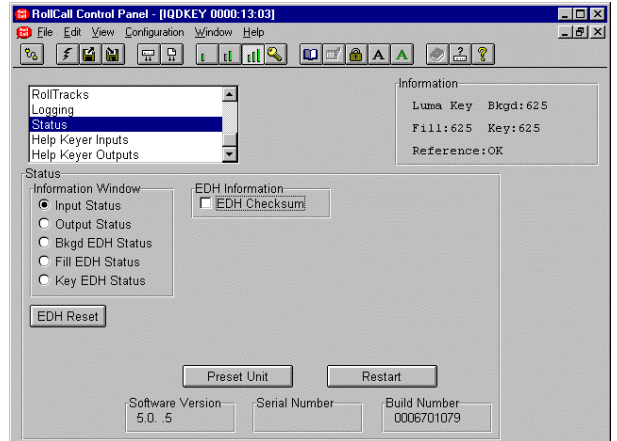 RollCall Control Panel - [IQDKEY 0000:13:03]
File Edit View Configuration Window Help
A A
RollTracks
Logging
Status
Help Keyer Inputs
Help Keyer Outputs
Information
Luma Key Bkgd:625
Fill:625 Key:625
Reference:OK
Status
Information Window
Input Status
Output Status
Bkgd EDH Status
Fill EDH Status
Key EDH Status
EDH Information
EDH Checksum
EDH Reset
Preset Unit Restart
Software Version Serial Number Build Number
5.0. .5 0006701079